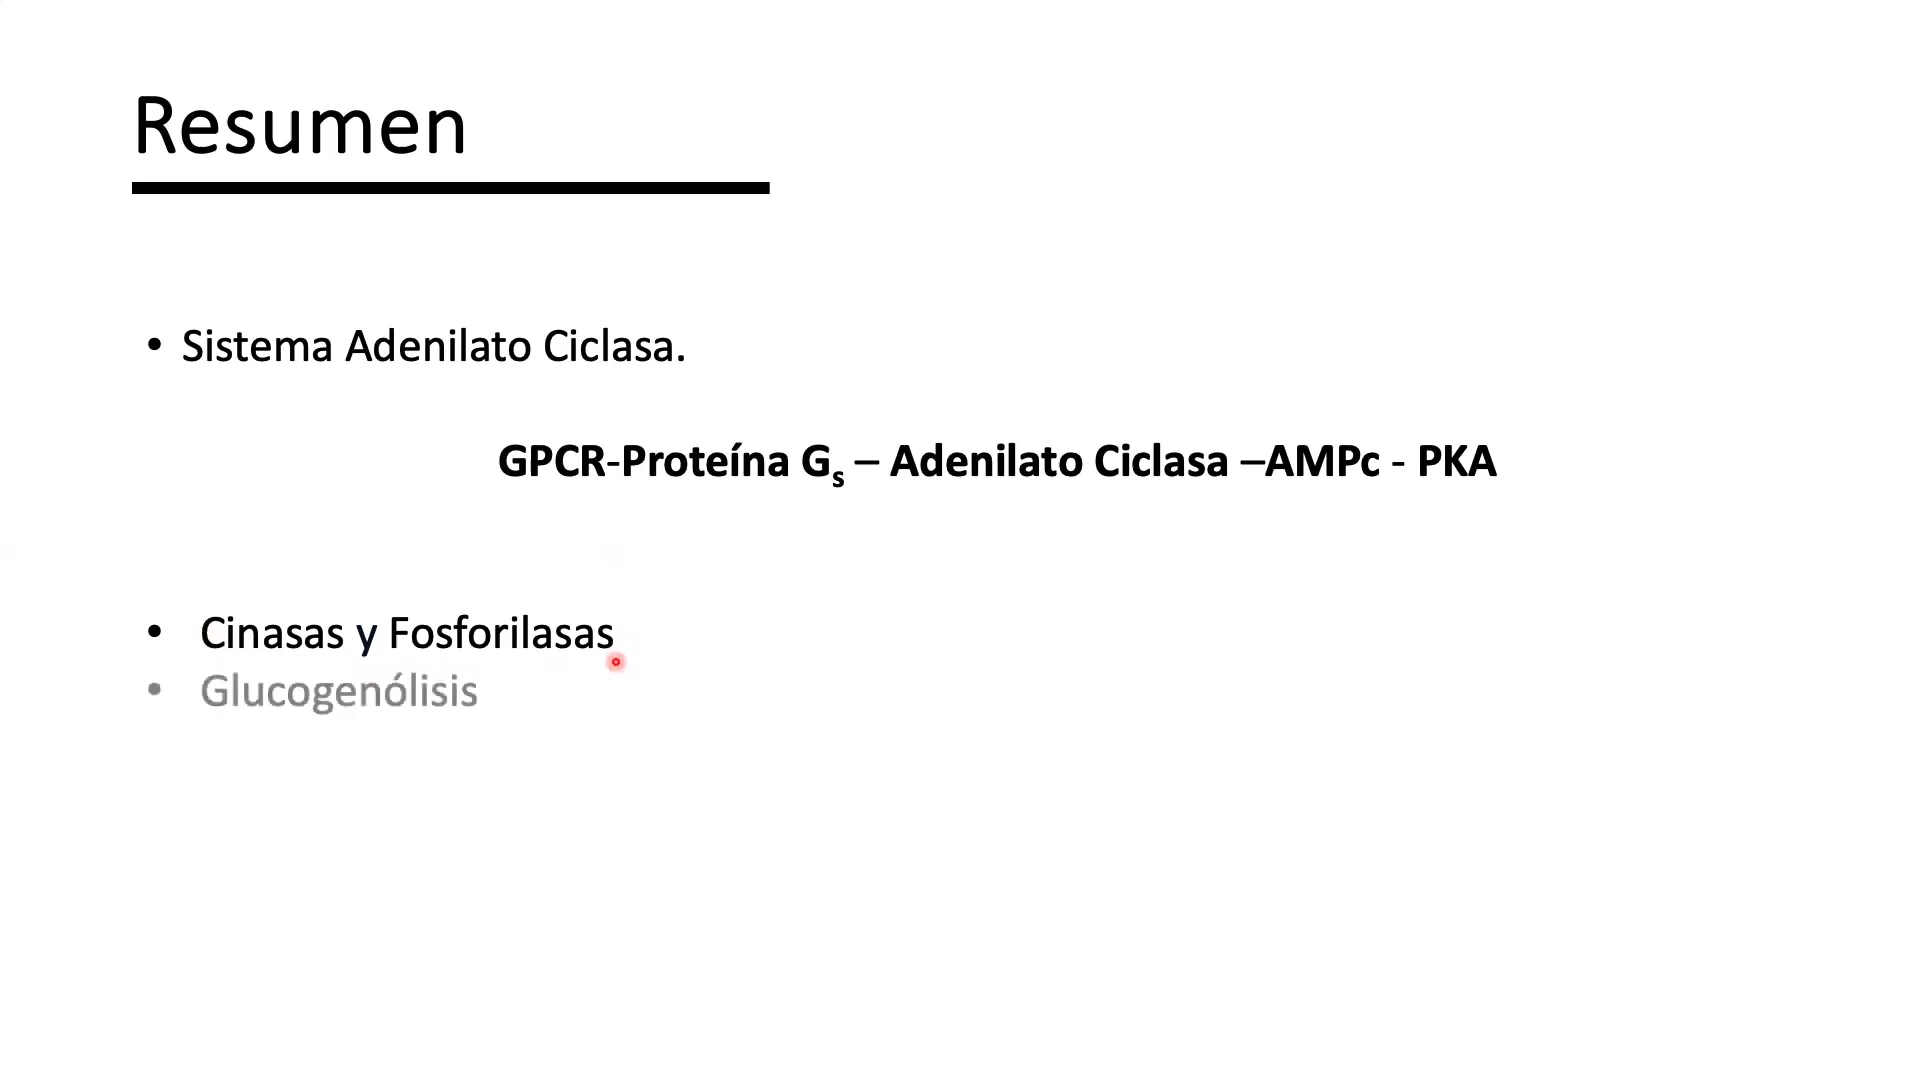 Resumen
• Sistema Adenilato Ciclasa.
GPCR-Proteína Gs – Adenilato Ciclasa –AMPc - PKA
• Cinasas y Fosforilasas
• Glucogenólisis